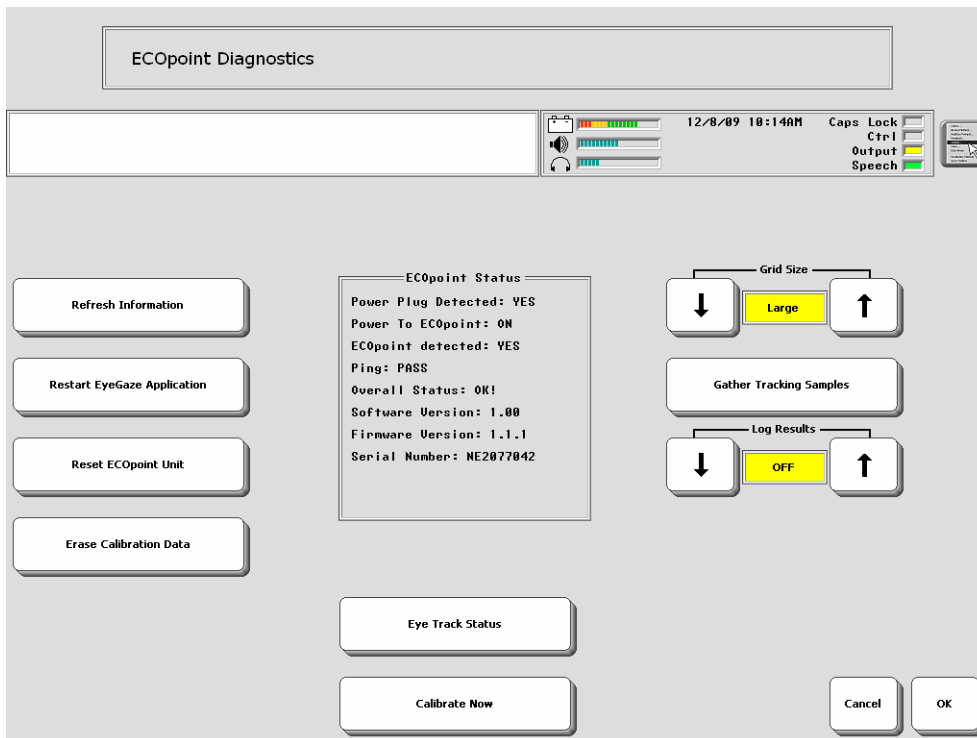 ECOpoint Diagnostics
12/8/09 10:14AM
Caps Lock
Ctrl
Output
Speech
Refresh Information
Restart EyeGaze Application
Reset ECOpoint Unit
Erase Calibration Data
ECOpoint Status
Power Plug Detected: YES
Power To ECOpoint: ON
ECOpoint detected: YES
Ping: PASS
Overall Status: OK!
Software Version: 1.00
Firmware Version: 1.1.1
Serial Number: NE2077042
Grid Size
Large
Gather Tracking Samples
Log Results
OFF
Eye Track Status
Calibrate Now
Cancel
OK